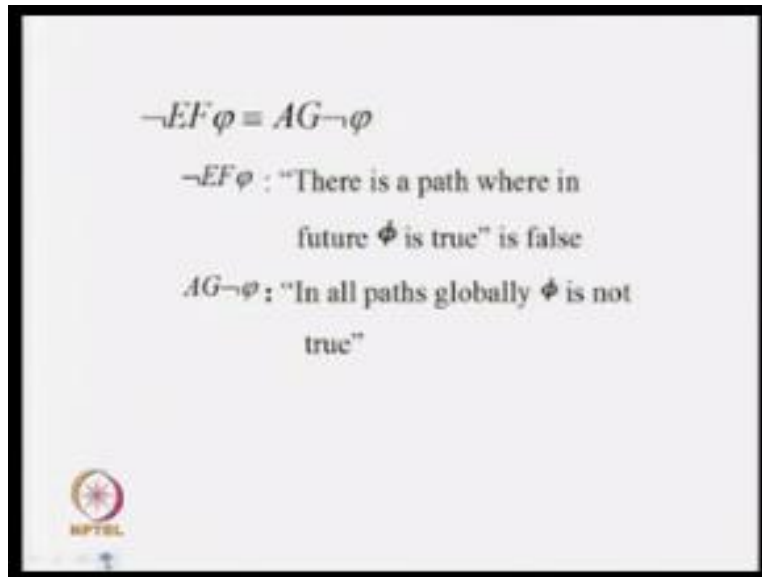 ¬EFφ ≡ AG¬φ
¬EFφ : “There is a path where in
future ϕ is true” is false
AG¬φ : “In all paths globally ϕ is not
true”
NPTEL